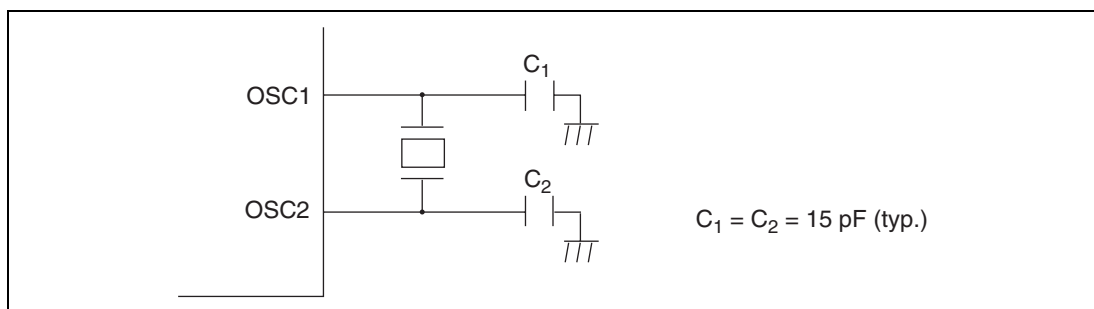 C₁
OSC1
C₂
OSC2
C₁ = C₂ = 15 pF (typ.)